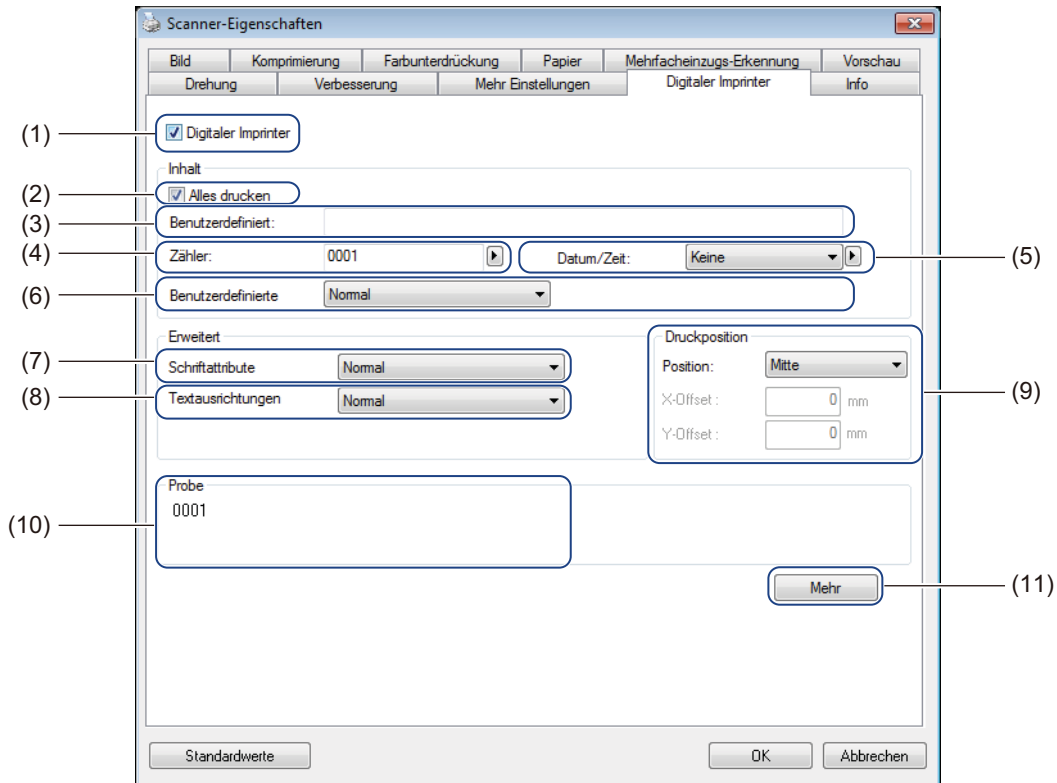 Scanner-Eigenschaften
Bild Komprimierung Farbunterdrückung Papier Mehrfacheinzugs-Erkennung Vorschau
Drehung Verbesserung Mehr Einstellungen Digitaler Imprinter Info
(1) Digitaler Imprinter
Inhalt
(2) Alles drucken
(3) Benutzerdefiniert:
(4) Zähler: 0001 Datum/Zeit: Keine (5)
(6) Benutzerdefinierte Normal
Erweitert Druckposition
(7) Schriftattribute Normal Position: Mitte
(8) Textausrichtungen Normal X-Offset : 0 mm (9)
Y-Offset : 0 mm
Probe
(10) 0001
Mehr (11)
Standardwerte OK Abbrechen